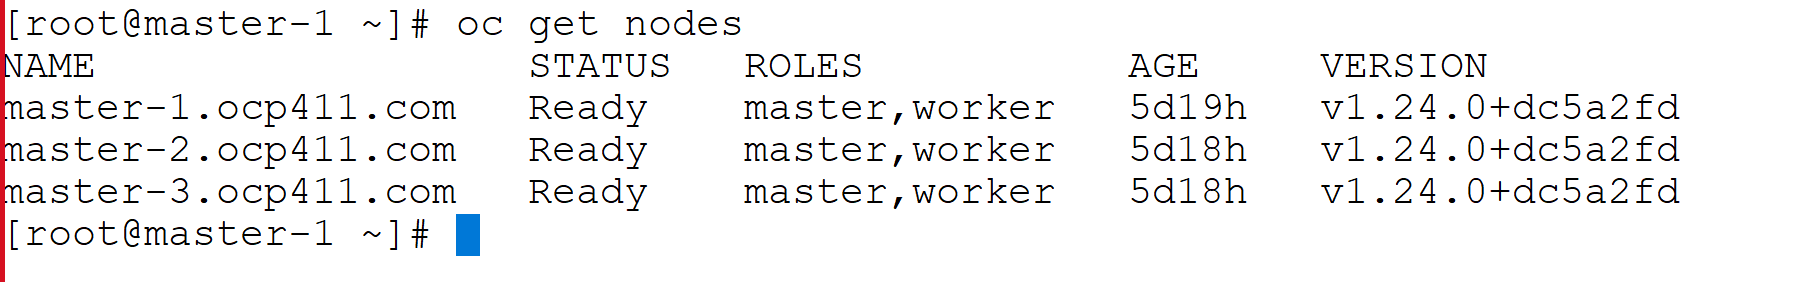 [root@master-1 ~]# oc get nodes
NAME                  STATUS   ROLES           AGE     VERSION
master-1.ocp411.com   Ready    master,worker   5d19h   v1.24.0+dc5a2fd
master-2.ocp411.com   Ready    master,worker   5d18h   v1.24.0+dc5a2fd
master-3.ocp411.com   Ready    master,worker   5d18h   v1.24.0+dc5a2fd
[root@master-1 ~]#